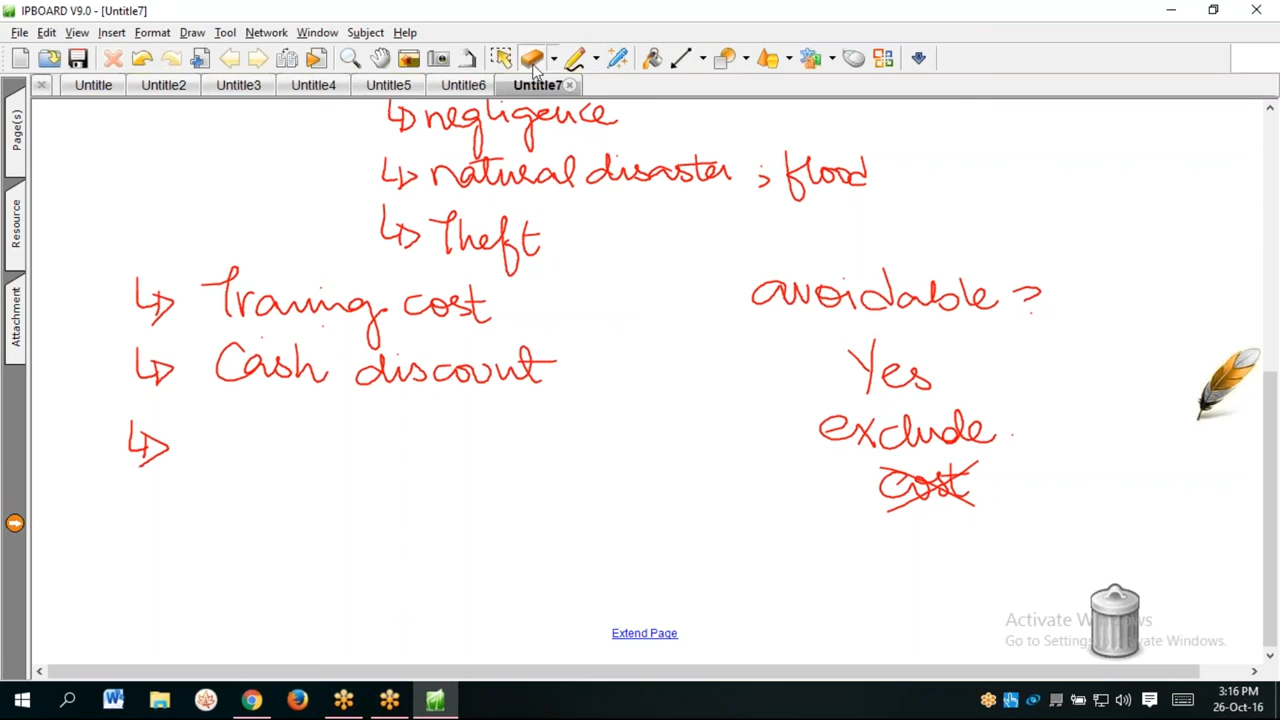 IPBOARD V9.0 - [Untitle7]
File Edit View Insert Format Draw Tool Network Window Subject Help
Untitle Untitle2 Untitle3 Untitle4 Untitle5 Untitle6 Untitle7
Page(s)
Resource
Attachment
↳ negligence
↳ natural disaster ; flood
↳ Theft
↳ Traning cost
↳ Cash discount
↳
avoidable ?
Yes
exclude
cost
Extend Page
Activate Windows
Go to Settings to activate Windows.
3:16 PM
26-Oct-16